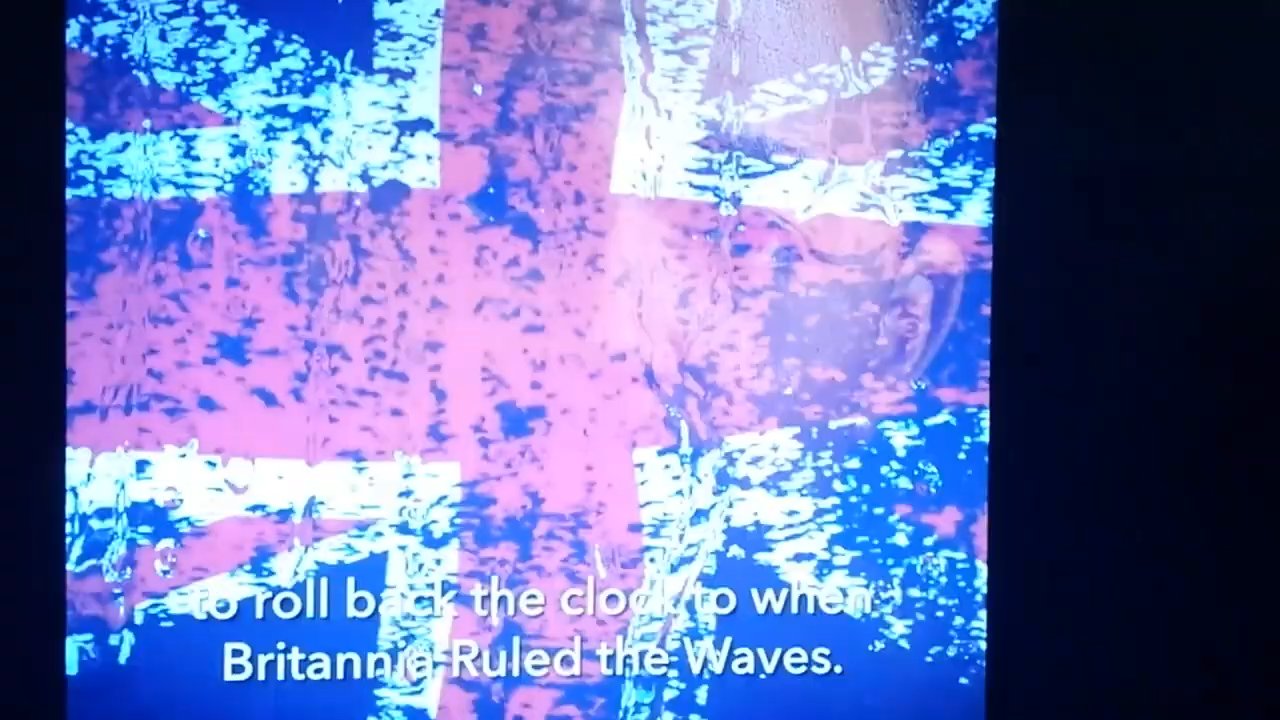 to roll back the clock to when
Britannia Ruled the Waves.